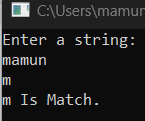 C:\Users\mamun
Enter a string:
mamun
m
m Is Match.